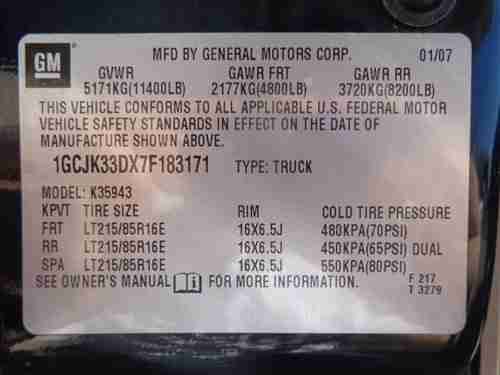 GM
MFD BY GENERAL MOTORS CORP. 01/07
GVWR GAWR FRT GAWR RR
5171KG(11400LB) 2177KG(4800LB) 3720KG(8200LB)
THIS VEHICLE CONFORMS TO ALL APPLICABLE U.S. FEDERAL MOTOR
VEHICLE SAFETY STANDARDS IN EFFECT ON THE DATE OF
MANUFACTURE SHOWN ABOVE.
1GCJK33DX7F183171 TYPE: TRUCK
MODEL: K35943
KPVT TIRE SIZE RIM COLD TIRE PRESSURE
FRT LT215/85R16E 16X6.5J 480KPA(70PSI)
RR LT215/85R16E 16X6.5J 450KPA(65PSI) DUAL
SPA LT215/85R16E 16X6.5J 550KPA(80PSI)
SEE OWNER'S MANUAL i FOR MORE INFORMATION. F 217
T 3279